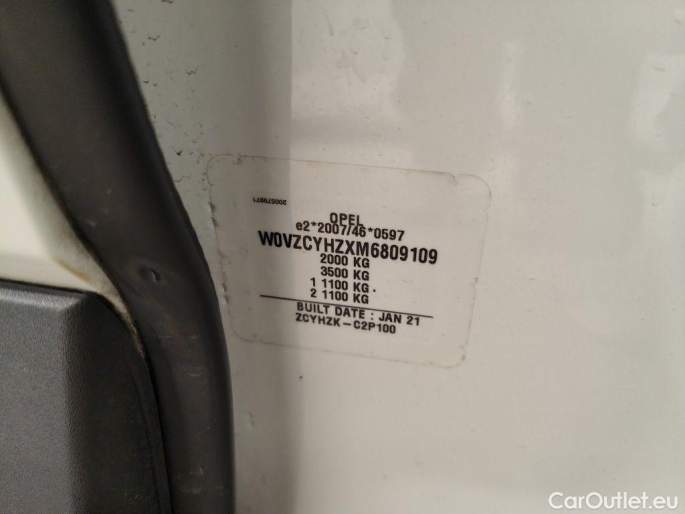 OPEL
e2*2007/46*0597
W0VZCYHZXM6809109
2000 KG
3500 KG
1 1100 KG
2 1100 KG
BUILT DATE : JAN 21
ZCYHZK-C2P100
CarOutlet.eu